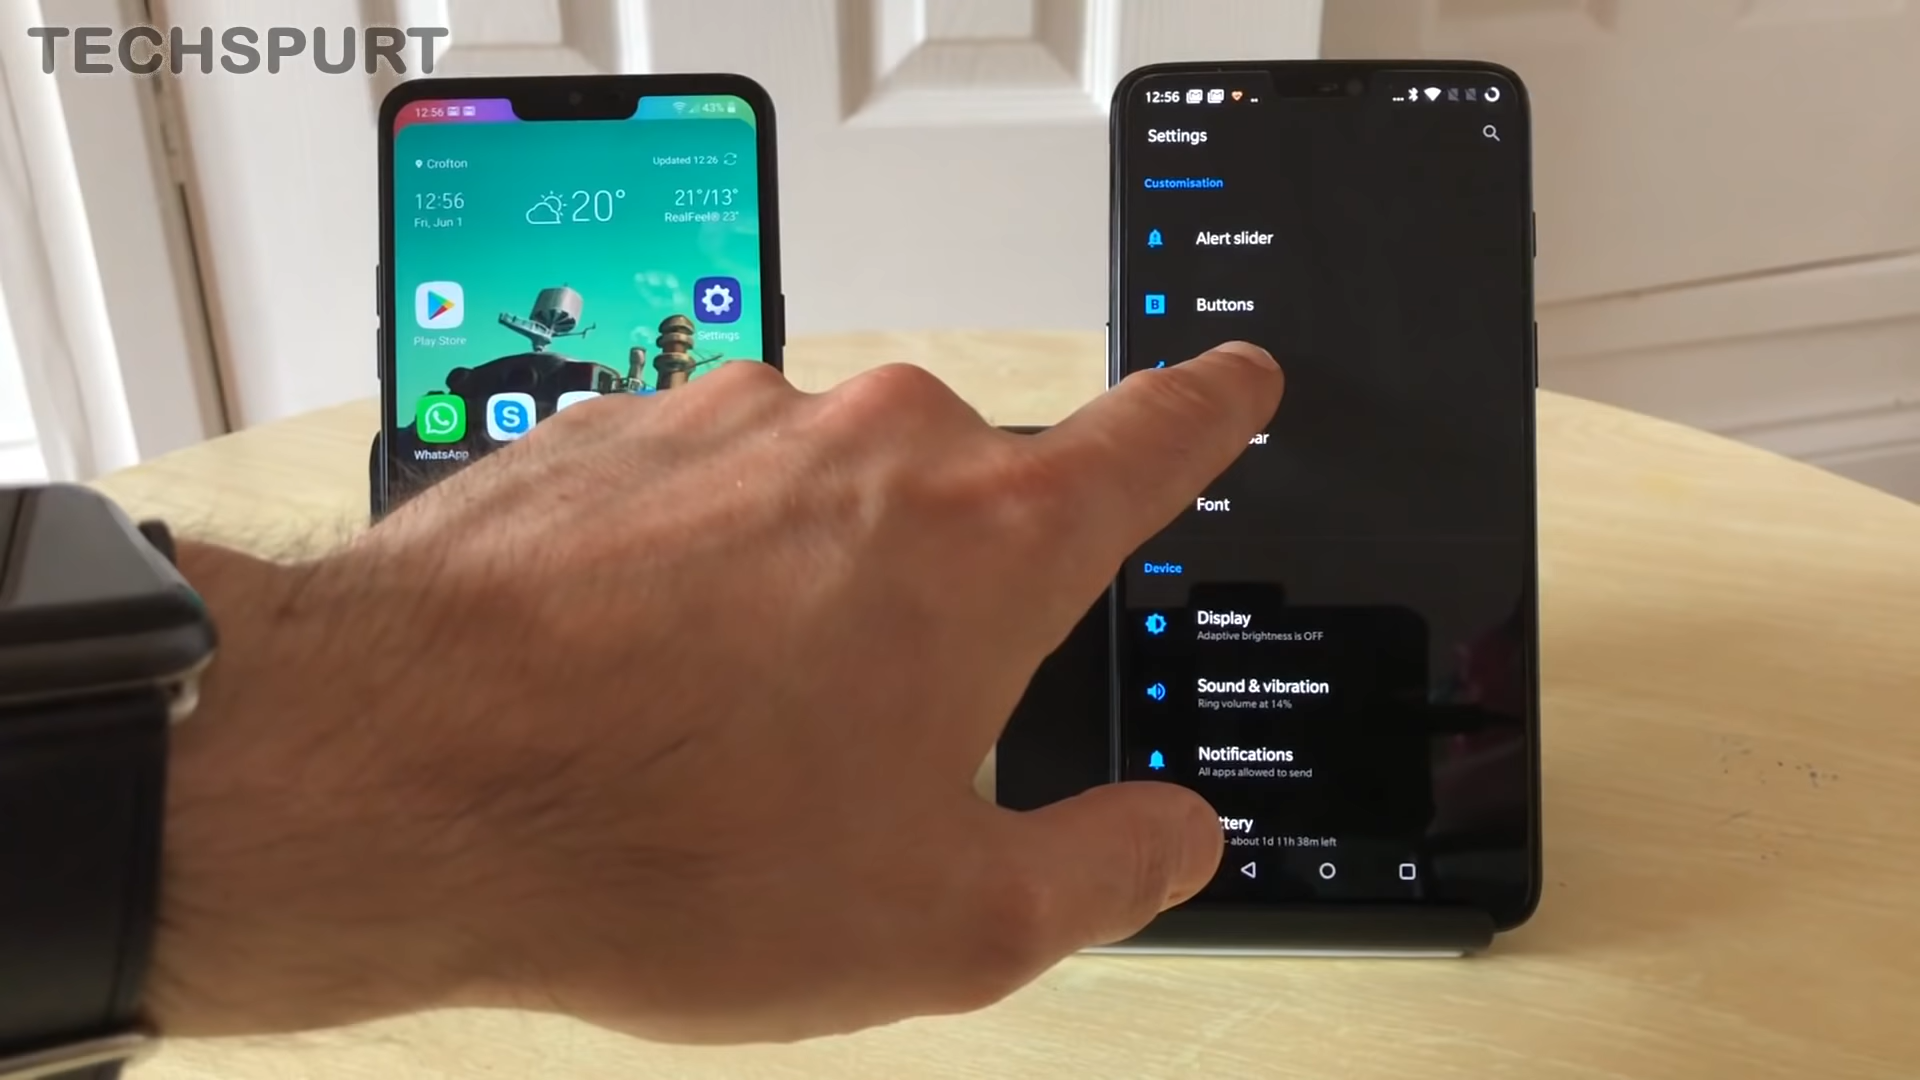 TECHSPURT
12:56
43%
Crofton
Updated 12:26
12:56
Fri, Jun 1
20°
21°/13°
RealFeel® 23°
Play Store
Settings
S
WhatsApp
12:56
Settings
Customisation
Alert slider
B
Buttons
Font
Device
Display
Adaptive brightness is OFF
Sound & vibration
Ring volume at 14%
Notifications
All apps allowed to send
about 1d 11h 38m left